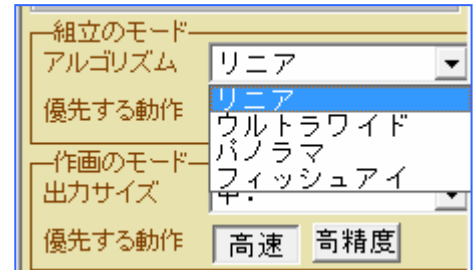 組立のモード
アルゴリズム リニア
優先する動作
リニア
ウルトラワイド
パノラマ
フィッシュアイ
作画のモード
出力サイズ
優先する動作 高速 高精度